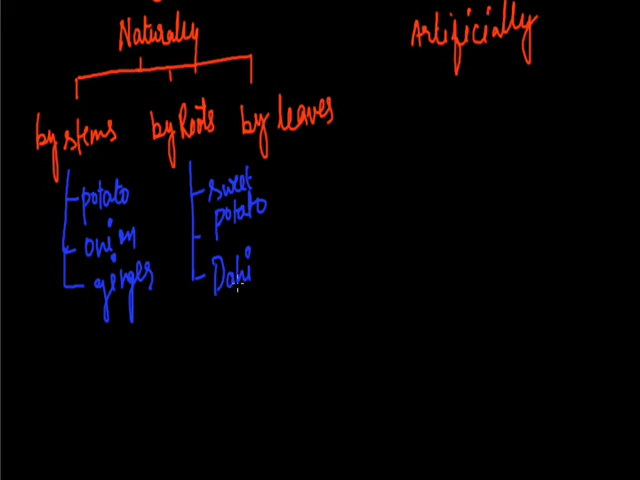 Naturally
Artificially
by stems
by Roots
by leaves
potato
onion
ginger
sweet
potato
Dahi